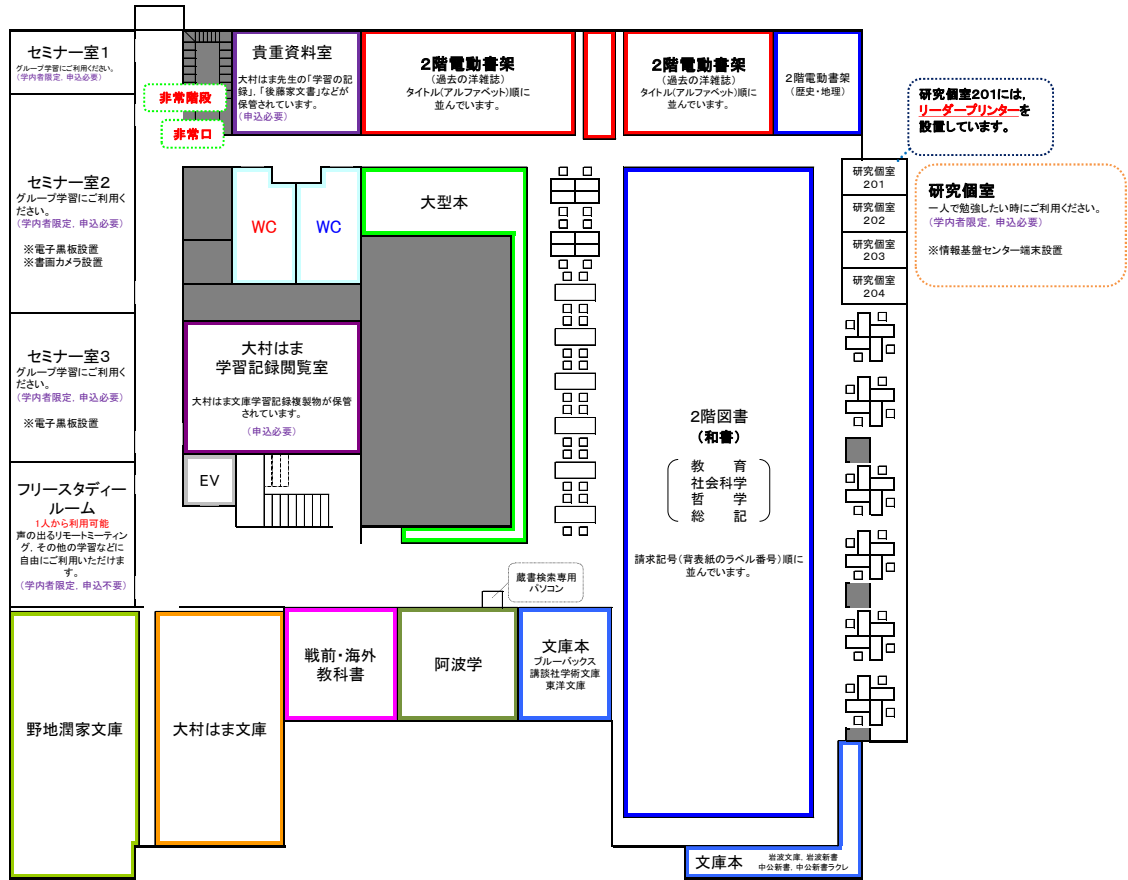 セミナー室1
グループ学習にご利用ください。
(学内者限定, 申込必要)
非常階段
非常口
貴重資料室
大村はま先生の「学習の記
録」,「後藤家文書」などが
保管されています。
(申込必要)
2階電動書架
(過去の洋雑誌)
タイトル(アルファベット)順に
並んでいます。
2階電動書架
(過去の洋雑誌)
タイトル(アルファベット)順に
並んでいます。
2階電動書架
(歴史・地理)
研究個室201には,
リーダープリンターを
設置しています。
研究個室
201
研究個室
202
研究個室
203
研究個室
204
研究個室
一人で勉強したい時にご利用ください。
(学内者限定, 申込必要)
※情報基盤センター端末設置
セミナー室2
グループ学習にご利用く
ださい。
(学内者限定, 申込必要)
※電子黒板設置
※書画カメラ設置
WC
WC
大型本
セミナー室3
グループ学習にご利用く
ださい。
(学内者限定, 申込必要)
※電子黒板設置
大村はま
学習記録閲覧室
大村はま文庫学習記録複製物が保管
されています。
(申込必要)
EV
2階図書
(和書)
教 育
社会科学
哲 学
総 記
請求記号(背表紙のラベル番号)順に
並んでいます。
フリースタディー
ルーム
1人から利用可能
声の出るリモートミーティン
グ, その他の学習などに
自由にご利用いただけま
す。
(学内者限定, 申込不要)
蔵書検索専用
パソコン
野地潤家文庫
大村はま文庫
戦前・海外
教科書
阿波学
文庫本
ブルーバックス
講談社学術文庫
東洋文庫
文庫本
岩波文庫, 岩波新書
中公新書, 中公新書ラクレ